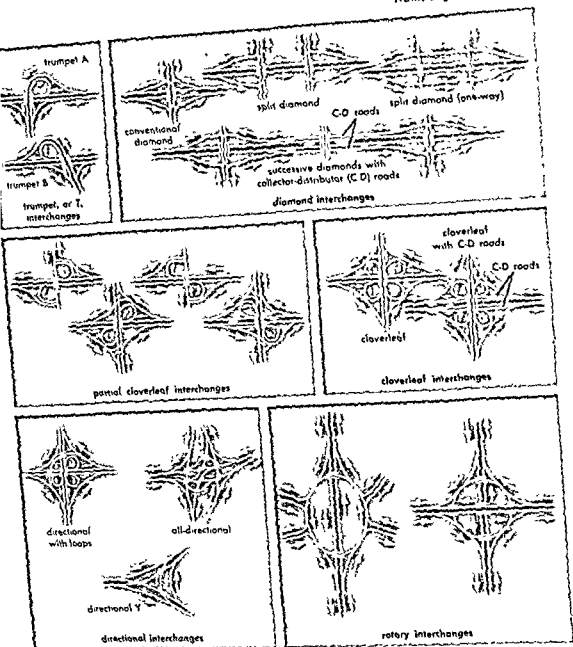 trumpet A
trumpet B
trumpet, or T,
interchanges
conventional
diamond
split diamond
split diamond (one-way)
C-D roads
successive diamonds with
collector-distributor (C D) roads
diamond interchanges
partial cloverleaf interchanges
cloverleaf
cloverleaf
with C-D roads
C-D roads
cloverleaf interchanges
directional
with loops
all-directional
directional Y
directional interchanges
rotary interchanges